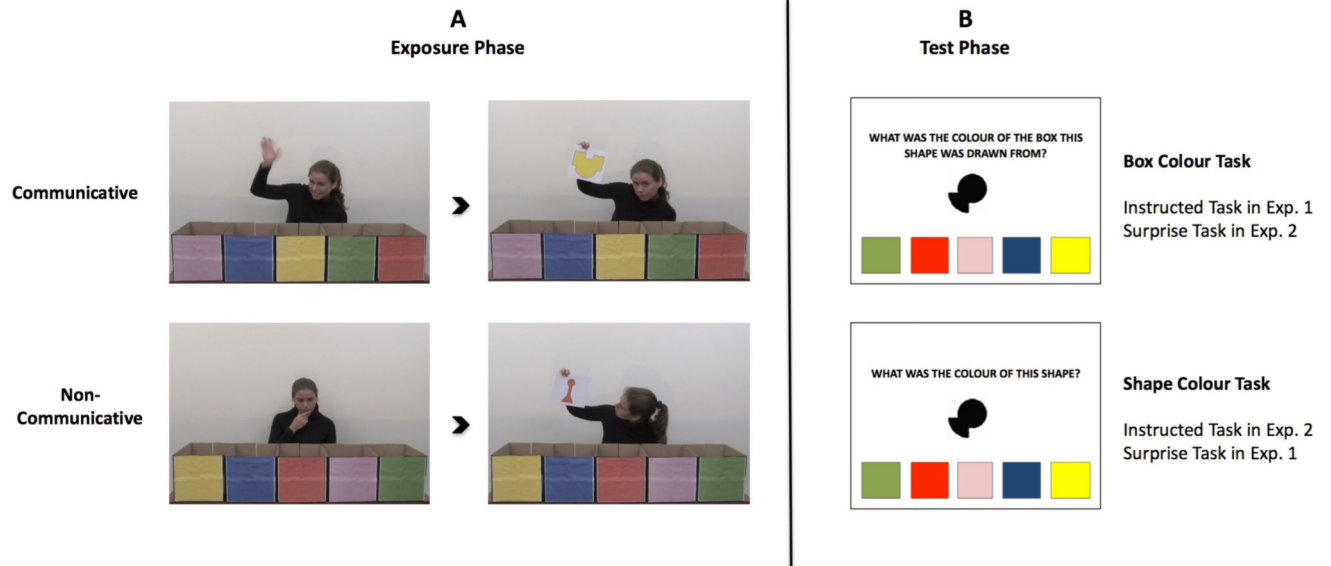 A
Exposure Phase
B
Test Phase
Communicative
WHAT WAS THE COLOUR OF THE BOX THIS
SHAPE WAS DRAWN FROM?
Box Colour Task
Instructed Task in Exp. 1
Surprise Task in Exp. 2
Non-
Communicative
WHAT WAS THE COLOUR OF THIS SHAPE?
Shape Colour Task
Instructed Task in Exp. 2
Surprise Task in Exp. 1